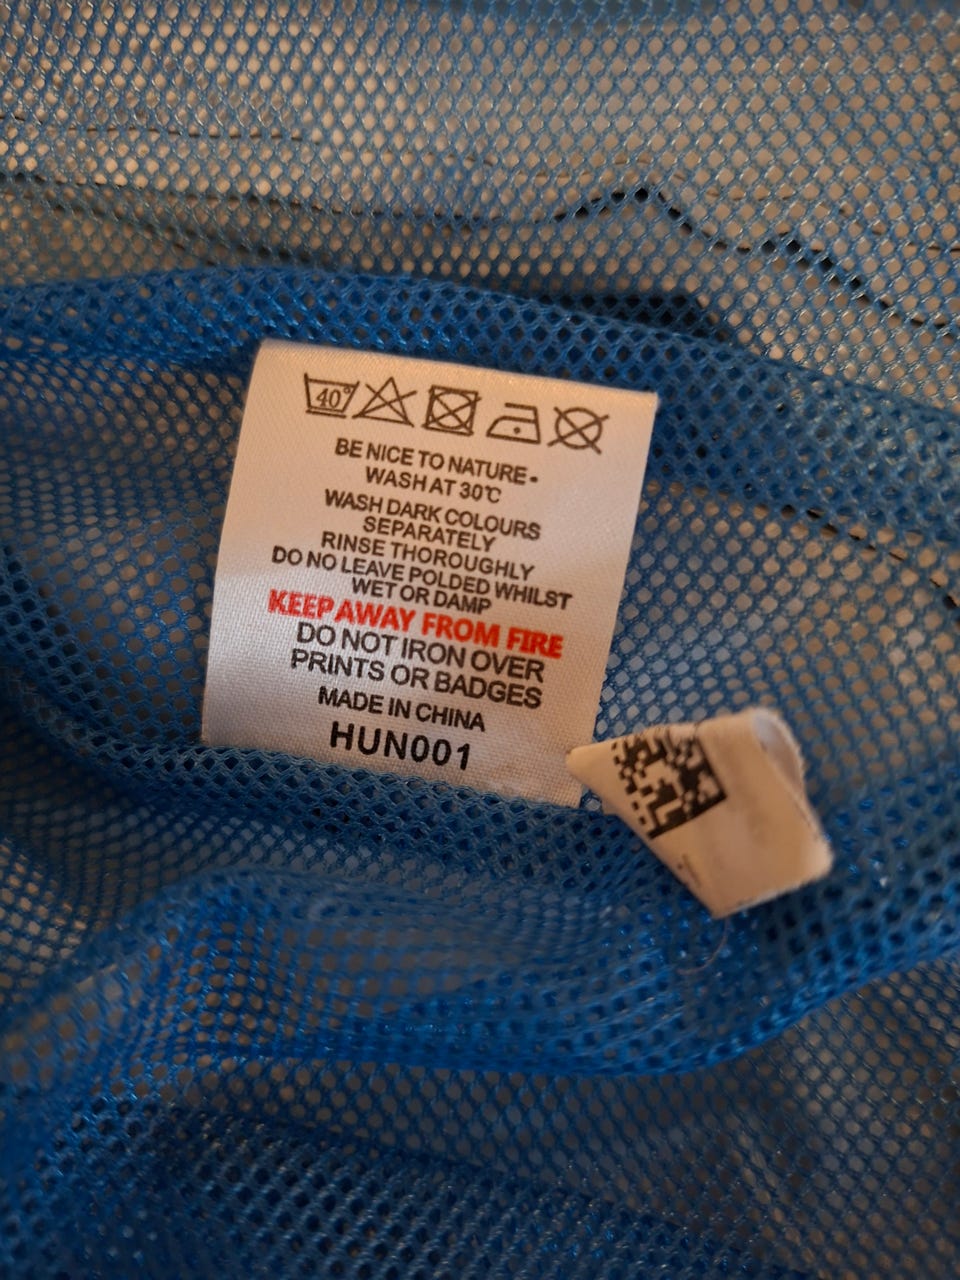 40°
BE NICE TO NATURE-
WASH AT 30℃
WASH DARK COLOURS
SEPARATELY
RINSE THOROUGHLY
DO NO LEAVE POLDED WHILST
WET OR DAMP
KEEP AWAY FROM FIRE
DO NOT IRON OVER
PRINTS OR BADGES
MADE IN CHINA
HUN001